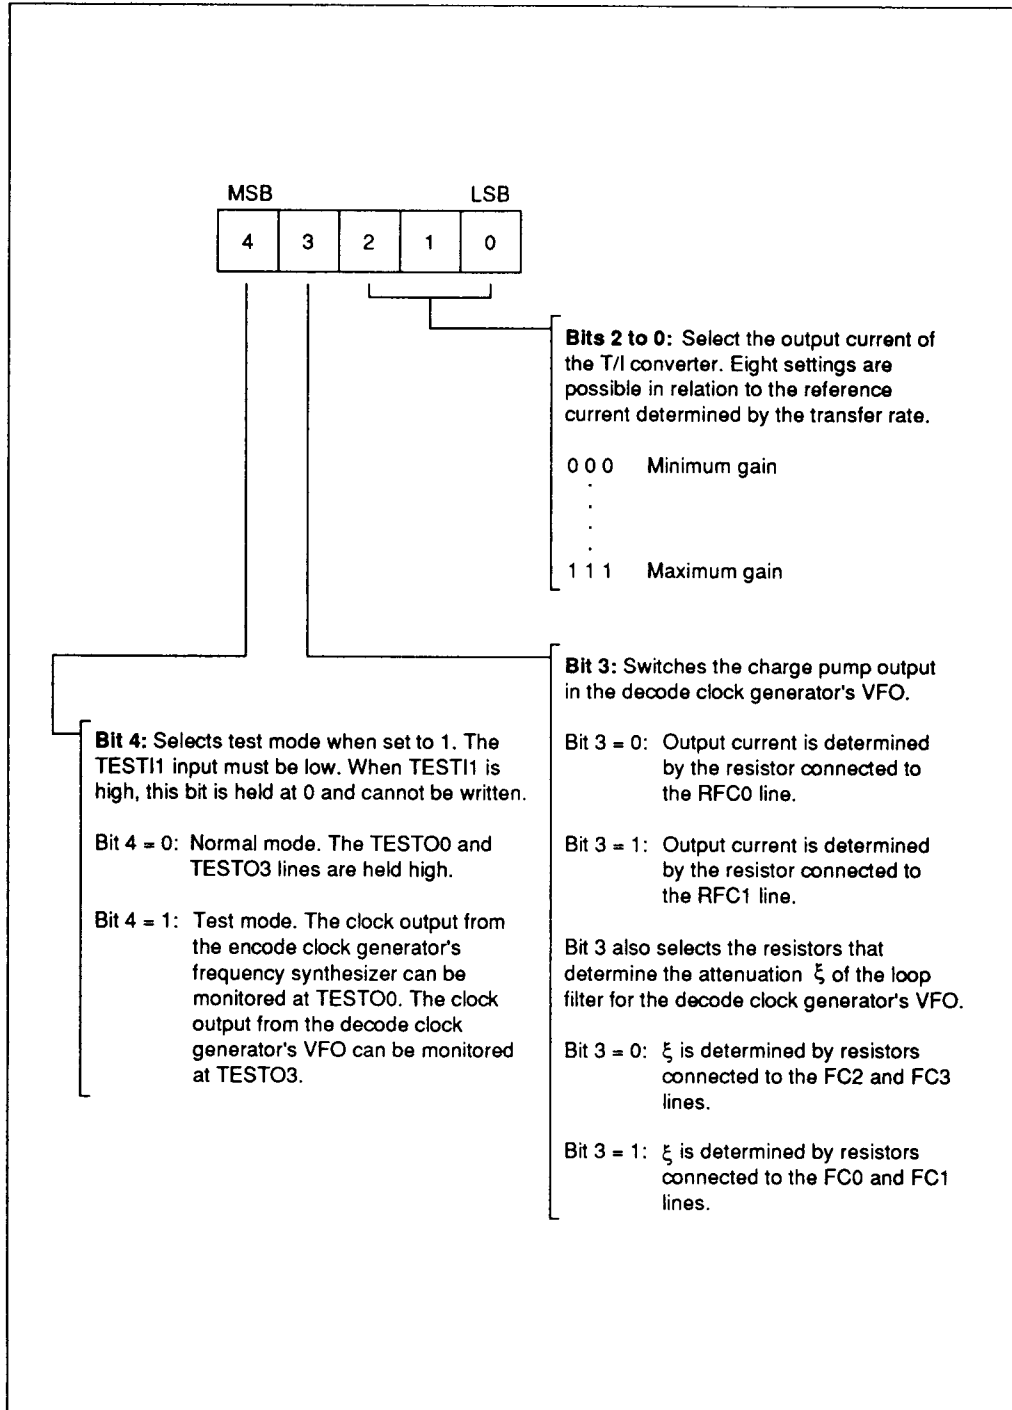 MSB LSB
4 3 2 1 0
Bits 2 to 0: Select the output current of
the T/I converter. Eight settings are
possible in relation to the reference
current determined by the transfer rate.
0 0 0 Minimum gain
.
.
.
.
1 1 1 Maximum gain
Bit 3: Switches the charge pump output
in the decode clock generator's VFO.
Bit 3 = 0: Output current is determined
by the resistor connected to
the RFC0 line.
Bit 3 = 1: Output current is determined
by the resistor connected to
the RFC1 line.
Bit 3 also selects the resistors that
determine the attenuation ξ of the loop
filter for the decode clock generator's VFO.
Bit 3 = 0: ξ is determined by resistors
connected to the FC2 and FC3
lines.
Bit 3 = 1: ξ is determined by resistors
connected to the FC0 and FC1
lines.
Bit 4: Selects test mode when set to 1. The
TESTI1 input must be low. When TESTI1 is
high, this bit is held at 0 and cannot be written.
Bit 4 = 0: Normal mode. The TESTO0 and
TESTO3 lines are held high.
Bit 4 = 1: Test mode. The clock output from
the encode clock generator's
frequency synthesizer can be
monitored at TESTO0. The clock
output from the decode clock
generator's VFO can be monitored
at TESTO3.